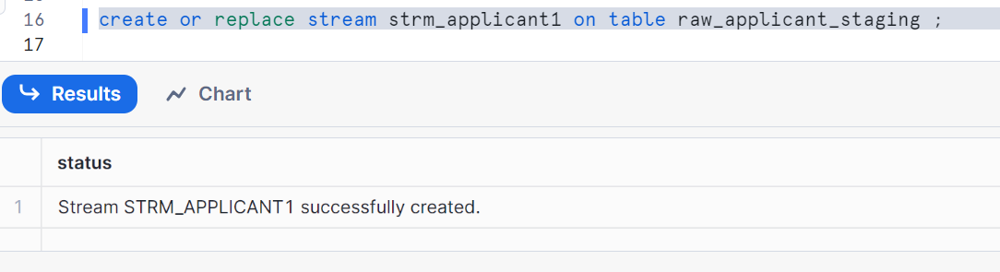 16 create or replace stream strm_applicant1 on table raw_applicant_staging ;
17
Results Chart
status
1 Stream STRM_APPLICANT1 successfully created.